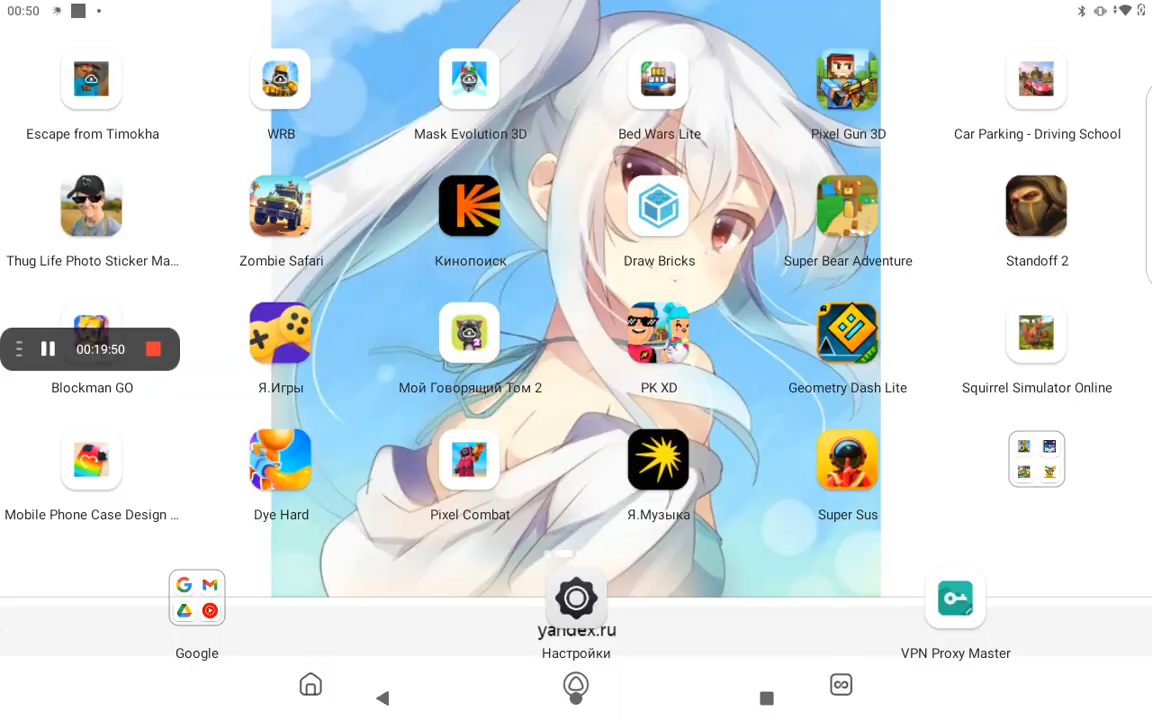 00:50
Escape from Timokha
WRB
Mask Evolution 3D
Bed Wars Lite
Pixel Gun 3D
Car Parking - Driving School
Thug Life Photo Sticker Ma...
Zombie Safari
Кинопоиск
Draw Bricks
Super Bear Adventure
Standoff 2
00:19:50
Blockman GO
Я.Игры
Мой Говорящий Том 2
PK XD
Geometry Dash Lite
Squirrel Simulator Online
Mobile Phone Case Design ...
Dye Hard
Pixel Combat
Я.Музыка
Super Sus
yandex.ru
Google
Настройки
VPN Proxy Master